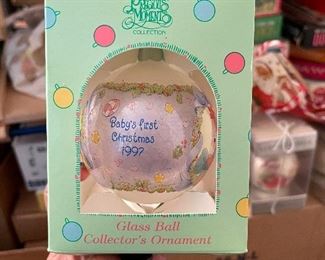 Precious
Moments
COLLECTION
Baby's first
Christmas
1997
Glass Ball
Collector's Ornament